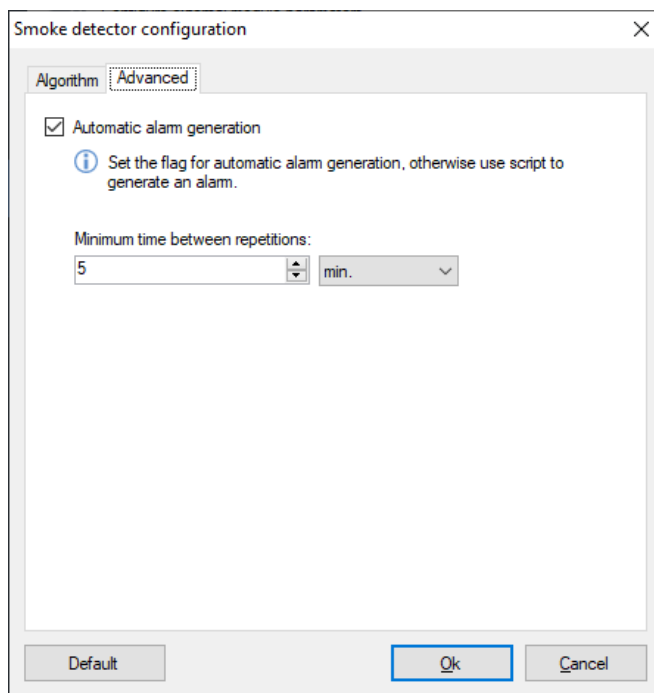 Smoke detector configuration
Algorithm Advanced
Automatic alarm generation
Set the flag for automatic alarm generation, otherwise use script to
generate an alarm.
Minimum time between repetitions:
5 min.
Default Ok Cancel